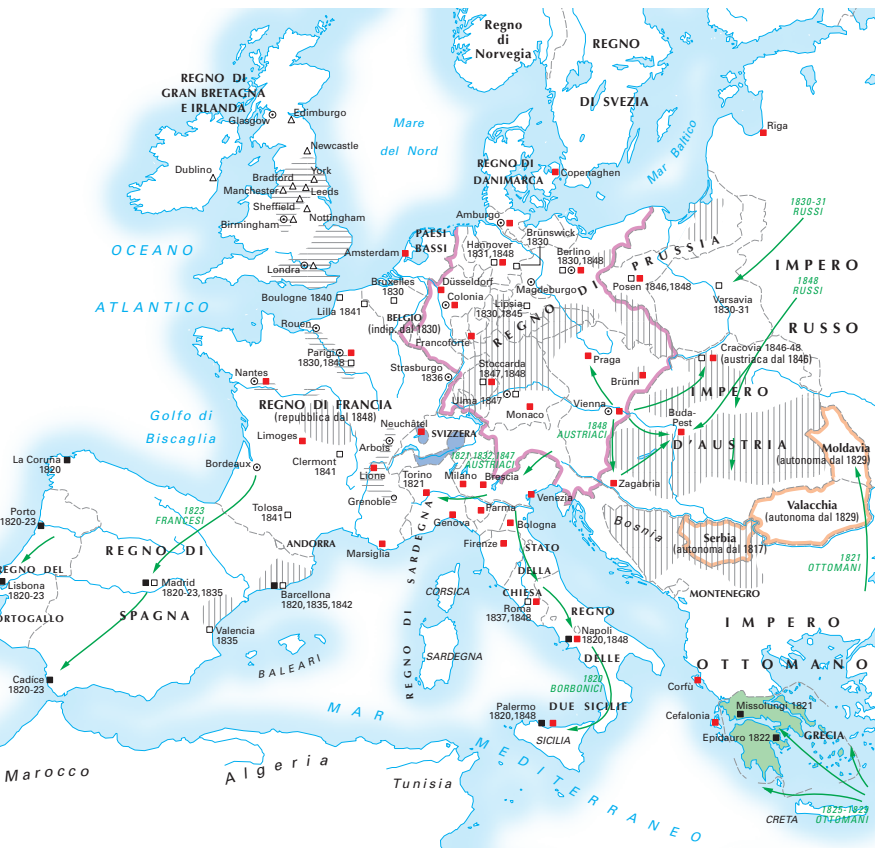 Regno
di
Norvegia
REGNO
DI SVEZIA
REGNO DI
GRAN BRETAGNA
E IRLANDA
Edimburgo
Glasgow
Mare
del Nord
Mar Baltico
Riga
Newcastle
Dublino
Bradford
York
Manchester
Leeds
Sheffield
Nottingham
Birmingham
Londra
REGNO DI
DANIMARCA
Copenaghen
OCEANO
ATLANTICO
PAESI
BASSI
Amsterdam
Amburgo
Hannover
1831,1848
Brünswick
1830
Berlino
1830,1848
REGNO DI PRUSSIA
Magdeburgo
Posen 1846,1848
1830-31
RUSSI
IMPERO
RUSSO
1848
RUSSI
Varsavia
1830-31
Bruxelles
1830
Boulogne 1840
Lilla 1841
BELGIO
(indip. dal 1830)
Düsseldorf
Colonia
Lipsia
1830,1845
Francoforte
Rouen
Parigi
1830,1848
Strasburgo
1836
Stoccarda
1847,1848
Ulma 1847
Monaco
Praga
Brünn
Vienna
Cracovia 1846-48
(austriaca dal 1846)
IMPERO
D'AUSTRIA
Buda-
Pest
1848
AUSTRIACI
Zagabria
Nantes
REGNO DI FRANCIA
(repubblica dal 1848)
Golfo di
Biscaglia
Limoges
Neuchâtel
SVIZZERA
Arbois
Clermont
1841
Lione
Grenoble
Bordeaux
Tolosa
1841
Marsiglia
ANDORRA
1821,1832,1847
AUSTRIACI
Torino
1821
Milano
Brescia
Venezia
Parma
Genova
Bologna
Firenze
REGNO DI SARDEGNA
STATO
DELLA
CHIESA
Roma
1837,1848
CORSICA
SARDEGNA
REGNO
DELLE
DUE SICILIE
Napoli
1820,1848
1820
BORBONICI
Palermo
1820,1848
SICILIA
La Coruña
1820
Porto
1820-23
1823
FRANCESI
REGNO DEL
PORTOGALLO
Lisbona
1820-23
REGNO DI
SPAGNA
Madrid
1820-23,1835
Barcellona
1820,1835,1842
Valencia
1835
Cadice
1820-23
BALEARI
MAR
MEDITERRANEO
Marocco
Algeria
Tunisia
Moldavia
(autonoma dal 1829)
Valacchia
(autonoma dal 1829)
Serbia
(autonoma dal 1817)
Bosnia
MONTENEGRO
1821
OTTOMANI
IMPERO
OTTOMANO
Corfù
Cefalonia
Missolungi 1821
Epidauro 1822
GRECIA
CRETA
1825-1829
OTTOMANI